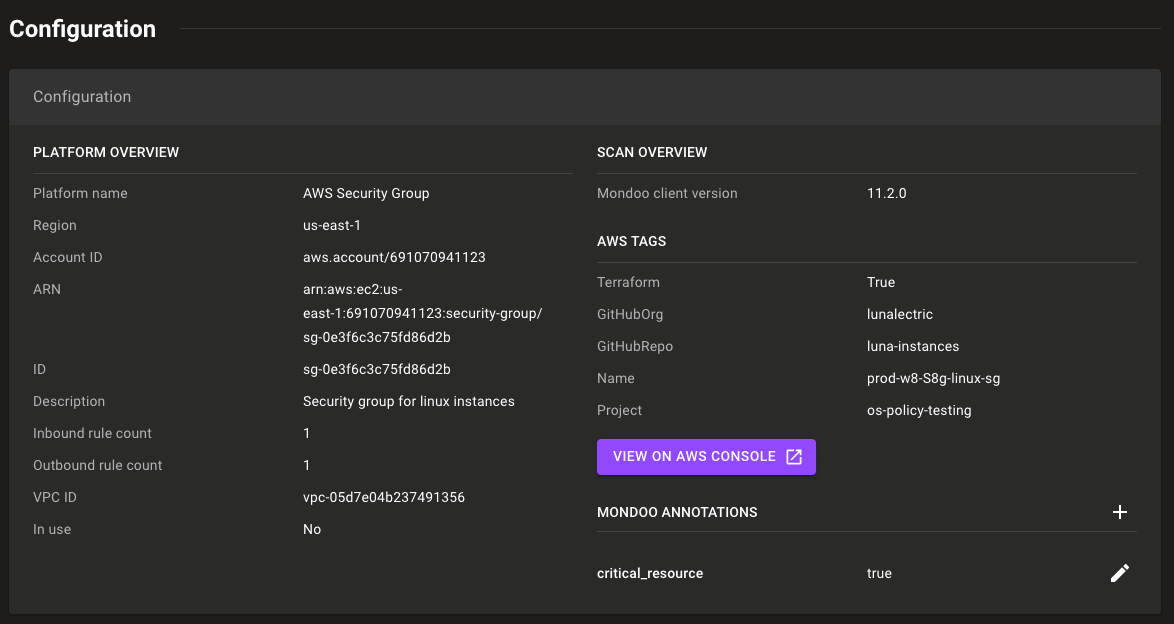 Configuration
Configuration
PLATFORM OVERVIEW
Platform name AWS Security Group
Region us-east-1
Account ID aws.account/691070941123
ARN arn:aws:ec2:us-
east-1:691070941123:security-group/
sg-0e3f6c3c75fd86d2b
ID sg-0e3f6c3c75fd86d2b
Description Security group for linux instances
Inbound rule count 1
Outbound rule count 1
VPC ID vpc-05d7e04b237491356
In use No
SCAN OVERVIEW
Mondoo client version 11.2.0
AWS TAGS
Terraform True
GitHubOrg lunalectric
GitHubRepo luna-instances
Name prod-w8-S8g-linux-sg
Project os-policy-testing
VIEW ON AWS CONSOLE
MONDOO ANNOTATIONS
critical_resource true